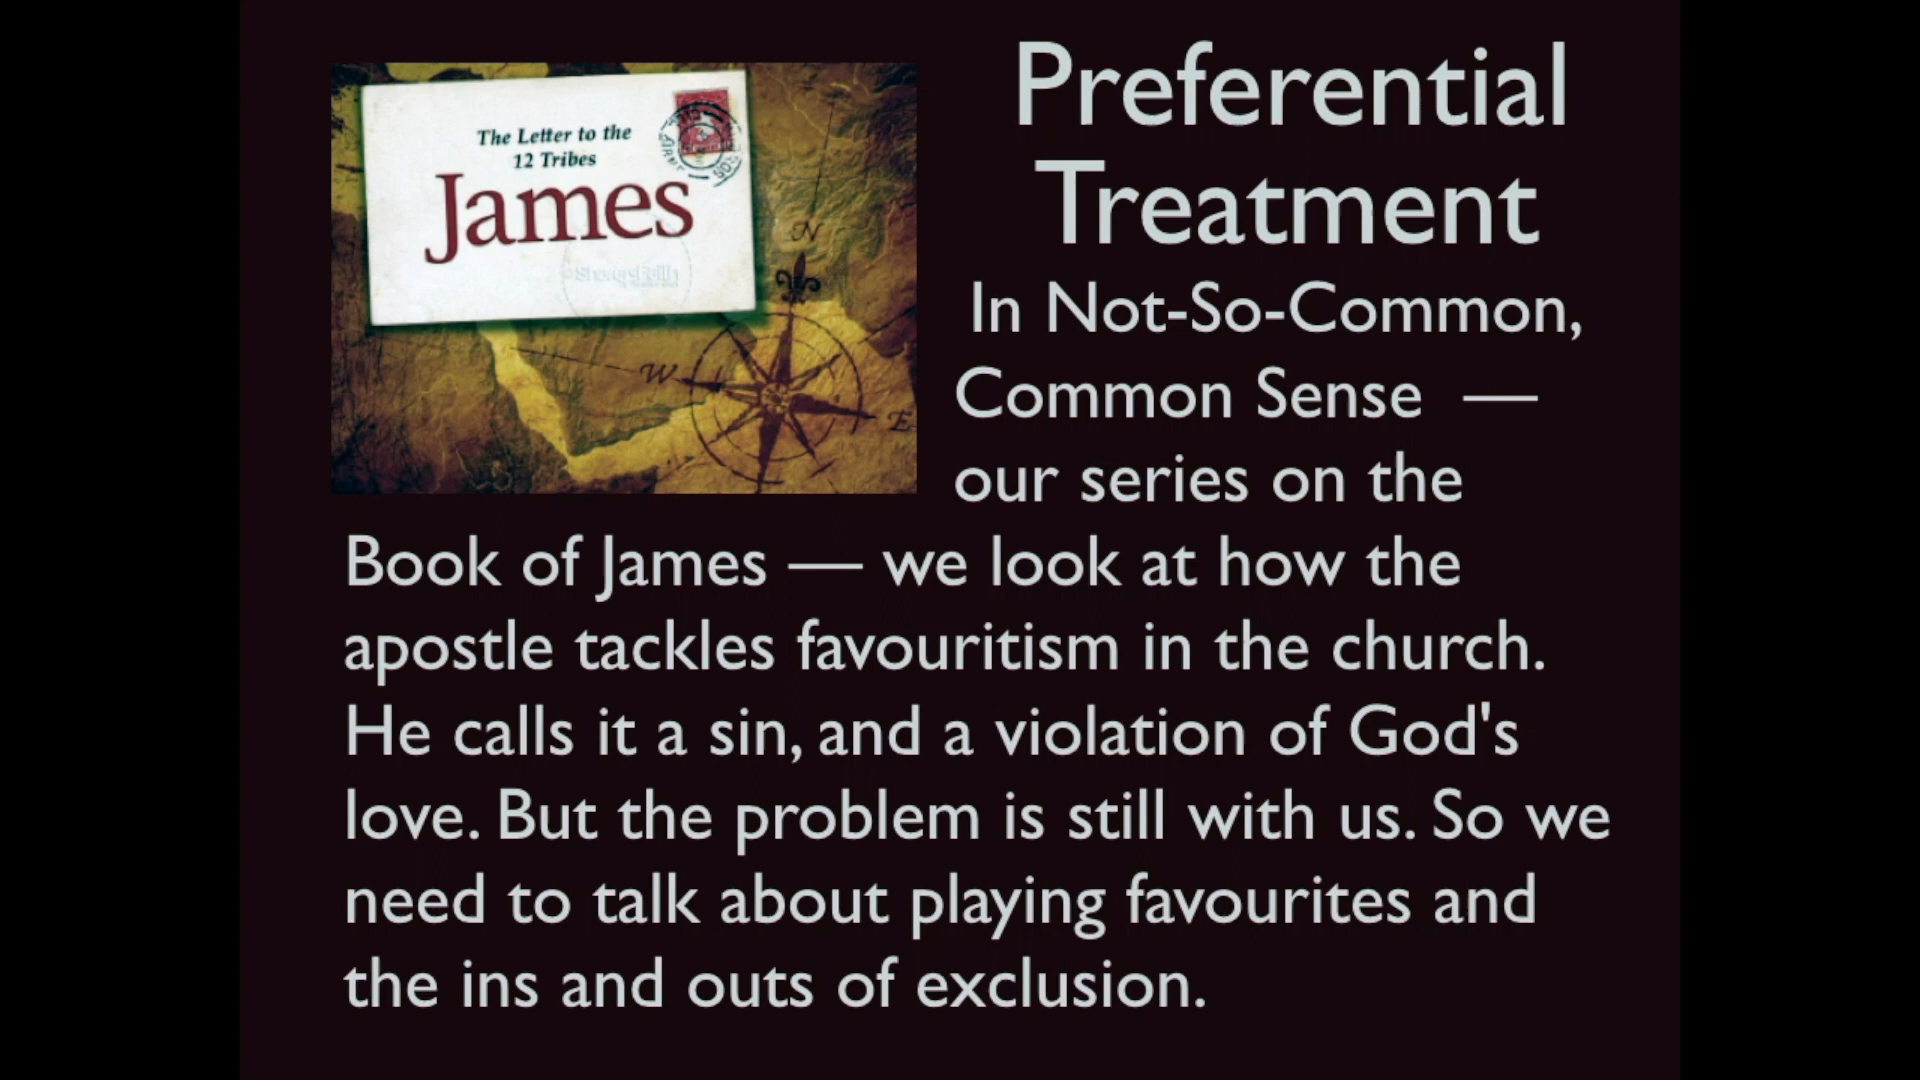 The Letter to the
12 Tribes
James
N
W
E
Preferential
Treatment
In Not-So-Common,
Common Sense —
our series on the
Book of James — we look at how the
apostle tackles favouritism in the church.
He calls it a sin, and a violation of God's
love. But the problem is still with us. So we
need to talk about playing favourites and
the ins and outs of exclusion.